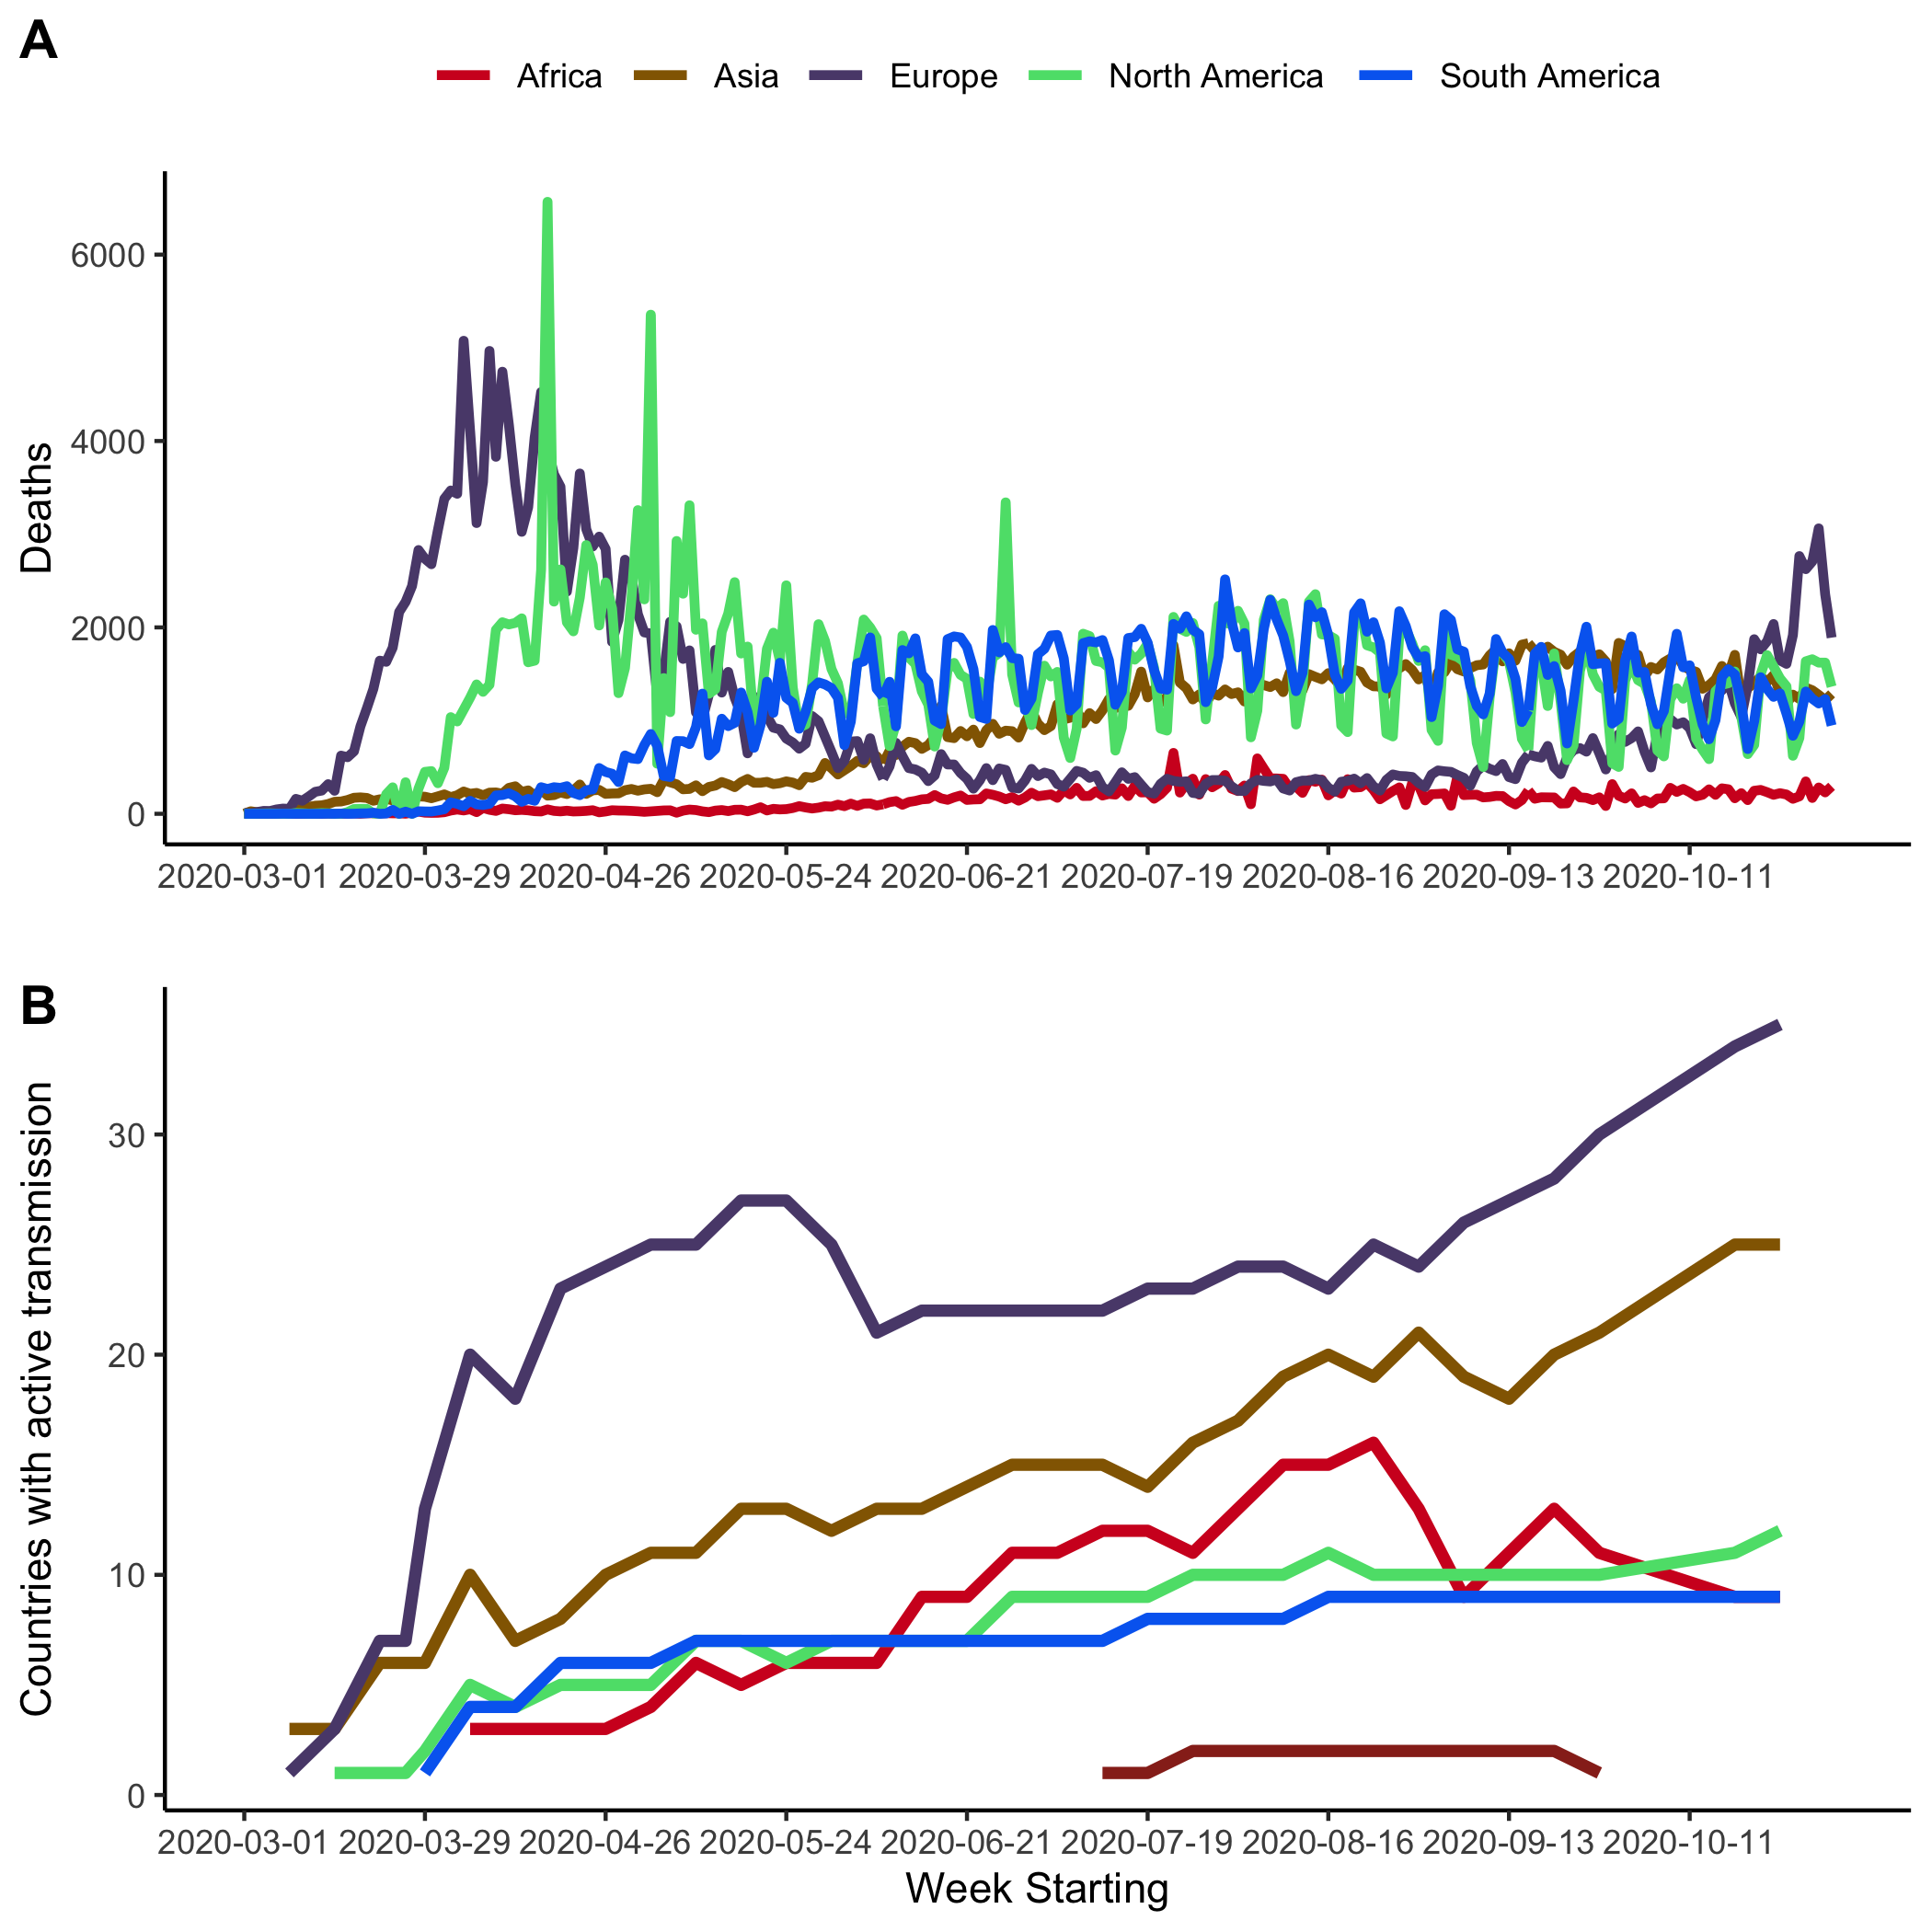 A
Africa Asia Europe North America South America
Deaths
6000
4000
2000
0
2020-03-01 2020-03-29 2020-04-26 2020-05-24 2020-06-21 2020-07-19 2020-08-16 2020-09-13 2020-10-11
B
Countries with active transmission
30
20
10
0
2020-03-01 2020-03-29 2020-04-26 2020-05-24 2020-06-21 2020-07-19 2020-08-16 2020-09-13 2020-10-11
Week Starting